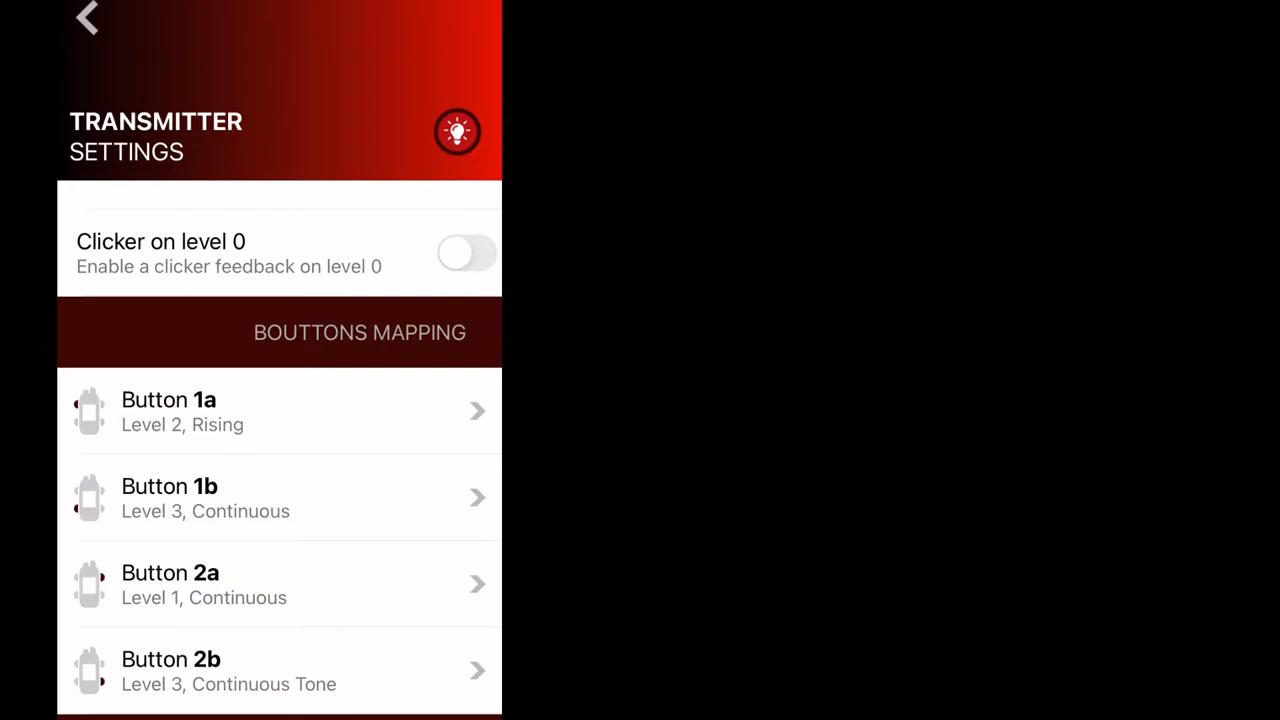 TRANSMITTER
SETTINGS
Clicker on level 0
Enable a clicker feedback on level 0
BOUTTONS MAPPING
Button 1a
Level 2, Rising
Button 1b
Level 3, Continuous
Button 2a
Level 1, Continuous
Button 2b
Level 3, Continuous Tone